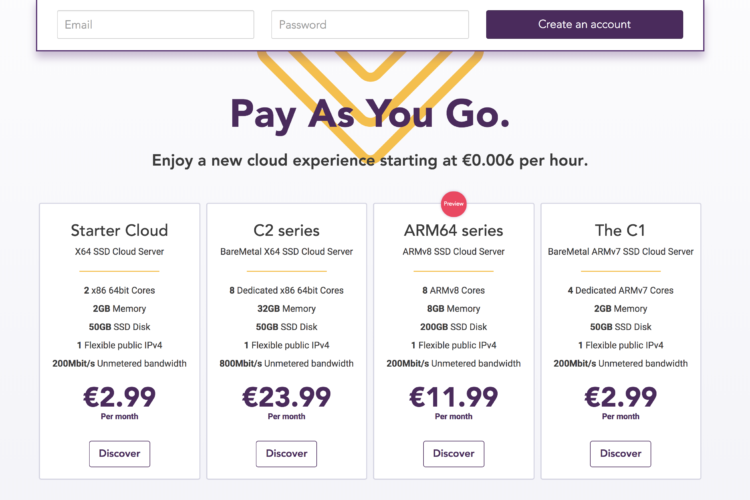 Email
Password
Create an account
Pay As You Go.
Enjoy a new cloud experience starting at €0.006 per hour.
Starter Cloud
X64 SSD Cloud Server
2 x86 64bit Cores
2GB Memory
50GB SSD Disk
1 Flexible public IPv4
200Mbit/s Unmetered bandwidth
€2.99
Per month
Discover
C2 series
BareMetal X64 SSD Cloud Server
8 Dedicated x86 64bit Cores
32GB Memory
50GB SSD Disk
1 Flexible public IPv4
800Mbit/s Unmetered bandwidth
€23.99
Per month
Discover
Preview
ARM64 series
ARMv8 SSD Cloud Server
8 ARMv8 Cores
8GB Memory
200GB SSD Disk
1 Flexible public IPv4
200Mbit/s Unmetered bandwidth
€11.99
Per month
Discover
The C1
BareMetal ARMv7 SSD Cloud Server
4 Dedicated ARMv7 Cores
2GB Memory
50GB SSD Disk
1 Flexible public IPv4
200Mbit/s Unmetered bandwidth
€2.99
Per month
Discover